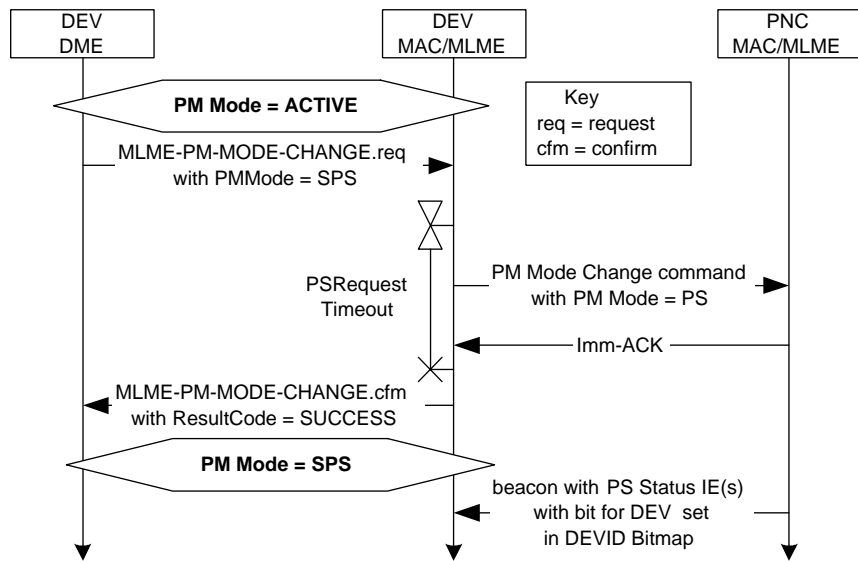 DEV
DME
DEV
MAC/MLME
PNC
MAC/MLME
PM Mode = ACTIVE
Key
req = request
cfm = confirm
MLME-PM-MODE-CHANGE.req
with PMMode = SPS
PSRequest
Timeout
PM Mode Change command
with PM Mode = PS
Imm-ACK
MLME-PM-MODE-CHANGE.cfm
with ResultCode = SUCCESS
PM Mode = SPS
beacon with PS Status IE(s)
with bit for DEV set
in DEVID Bitmap